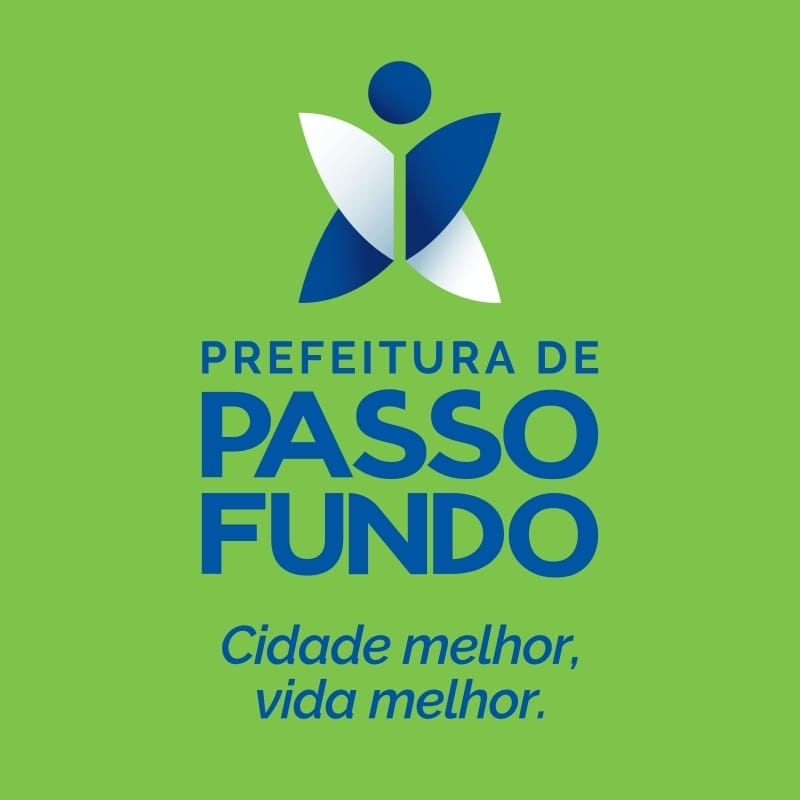 PREFEITURA DE
PASSO
FUNDO
Cidade melhor,
vida melhor.